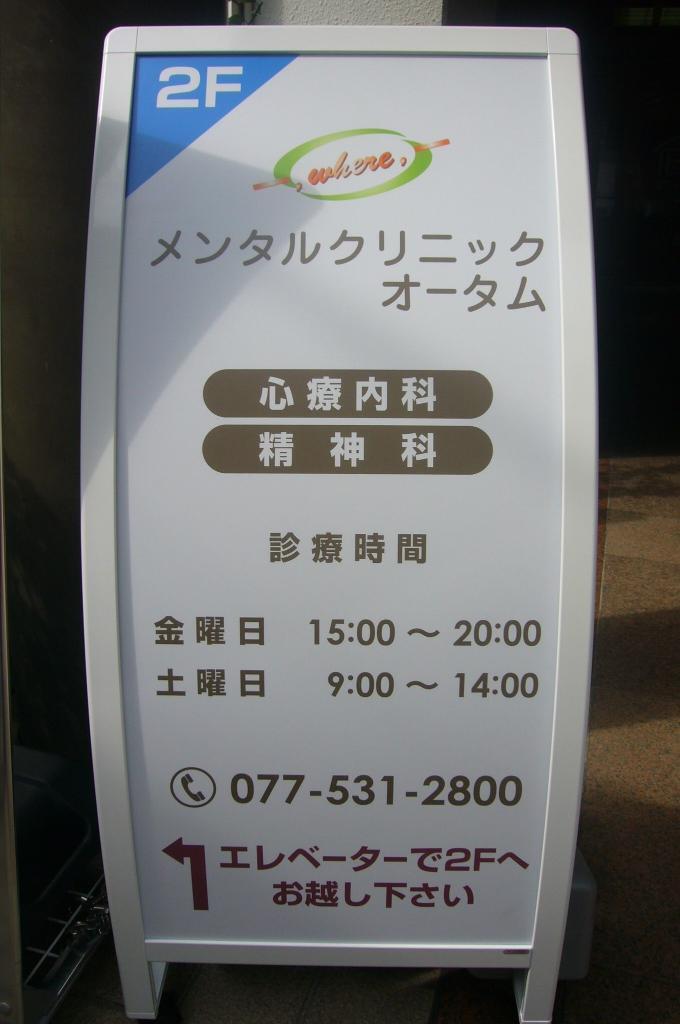 2F
, where ,
メンタルクリニック
オータム
心療内科
精神科
診療時間
金曜日 15:00 ～ 20:00
土曜日 9:00 ～ 14:00
077-531-2800
エレベーターで2Fへ
お越し下さい